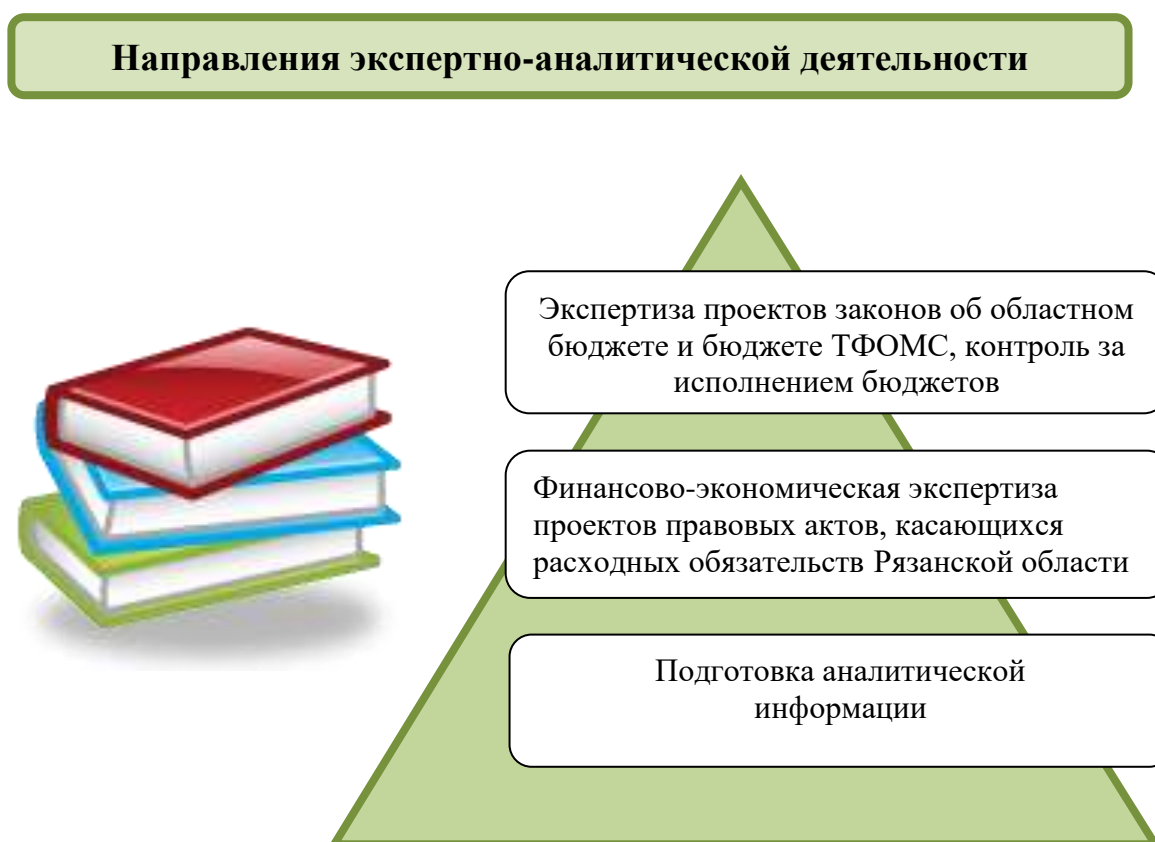 Направления экспертно-аналитической деятельности
Экспертиза проектов законов об областном
бюджете и бюджете ТФОМС, контроль за
исполнением бюджетов
Финансово-экономическая экспертиза
проектов правовых актов, касающихся
расходных обязательств Рязанской области
Подготовка аналитической
информации